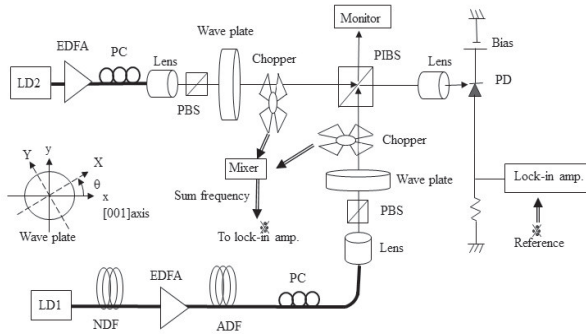 Monitor
Wave plate
EDFA
PC
Lens
Chopper
PIBS
Lens
Bias
LD2
PBS
PD
Chopper
Y
y
X
θ
x
Mixer
Wave plate
Lock-in amp.
[001]axis
Sum frequency
PBS
Wave plate
To lock-in amp.
Lens
Reference
EDFA
PC
LD1
NDF
ADF